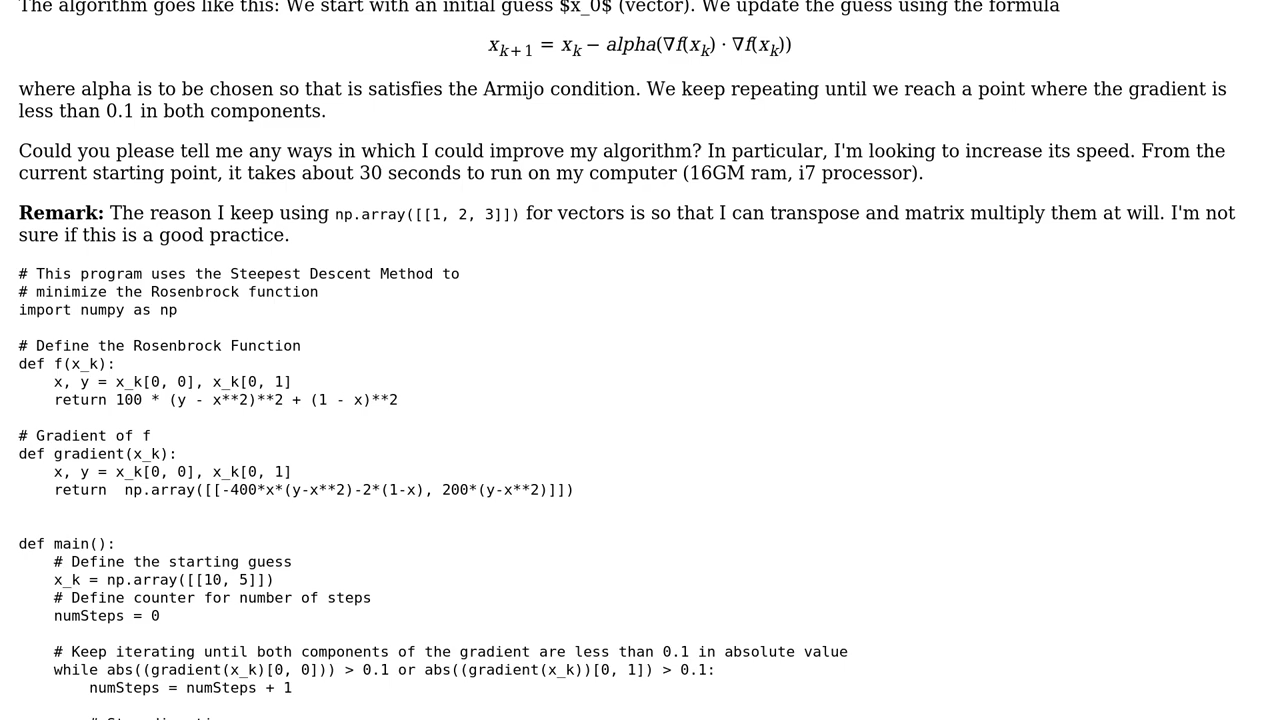 The algorithm goes like this: We start with an initial guess $x_0$ (vector). We update the guess using the formula
x_{k+1} = x_k − alpha(∇f(x_k) · ∇f(x_k))
where alpha is to be chosen so that is satisfies the Armijo condition. We keep repeating until we reach a point where the gradient is
less than 0.1 in both components.
Could you please tell me any ways in which I could improve my algorithm? In particular, I'm looking to increase its speed. From the
current starting point, it takes about 30 seconds to run on my computer (16GM ram, i7 processor).
Remark: The reason I keep using np.array([[1, 2, 3]]) for vectors is so that I can transpose and matrix multiply them at will. I'm not
sure if this is a good practice.
# This program uses the Steepest Descent Method to
# minimize the Rosenbrock function
import numpy as np
# Define the Rosenbrock Function
def f(x_k):
    x, y = x_k[0, 0], x_k[0, 1]
    return 100 * (y - x**2)**2 + (1 - x)**2
# Gradient of f
def gradient(x_k):
    x, y = x_k[0, 0], x_k[0, 1]
    return  np.array([[-400*x*(y-x**2)-2*(1-x), 200*(y-x**2)]])
def main():
    # Define the starting guess
    x_k = np.array([[10, 5]])
    # Define counter for number of steps
    numSteps = 0
    # Keep iterating until both components of the gradient are less than 0.1 in absolute value
    while abs((gradient(x_k)[0, 0])) > 0.1 or abs((gradient(x_k))[0, 1]) > 0.1:
        numSteps = numSteps + 1